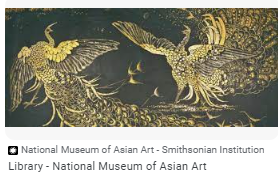 National Museum of Asian Art - Smithsonian Institution
Library - National Museum of Asian Art